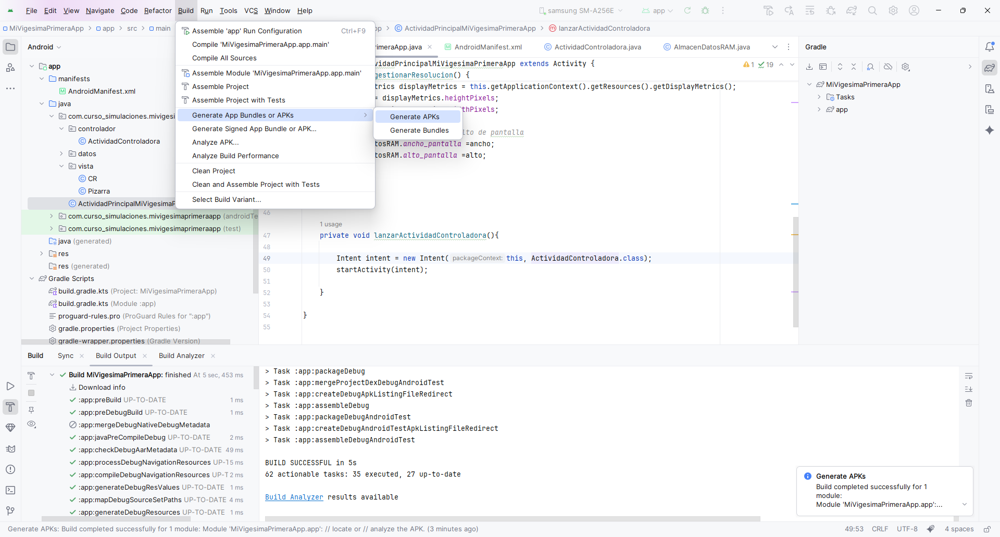 File Edit View Navigate Code Refactor Build Run Tools VCS Window Help
samsung SM-A256E
app
MiVigesimaPrimeraApp > app > src > main
ActividadPrincipalMiVigesimaPrimeraApp > lanzarActividadControladora
Android
app
manifests
AndroidManifest.xml
java
com.curso_simulaciones.mivigesi
controlador
ActividadControladora
datos
vista
CR
Pizarra
ActividadPrincipalMiVigesimaP
com.curso_simulaciones.mivigesimaprimeraapp (androidTe
com.curso_simulaciones.mivigesimaprimeraapp (test)
java (generated)
res
res (generated)
Gradle Scripts
build.gradle.kts (Project: MiVigesimaPrimeraApp)
build.gradle.kts (Module :app)
proguard-rules.pro (ProGuard Rules for ":app")
gradle.properties (Project Properties)
gradle-wrapper.properties (Gradle Version)
Assemble 'app' Run Configuration Ctrl+F9
Compile 'MiVigesimaPrimeraApp.app.main'
Compile All Sources
Assemble Module 'MiVigesimaPrimeraApp.app.main'
Assemble Project
Assemble Project with Tests
Generate App Bundles or APKs
Generate Signed App Bundle or APK...
Analyze APK...
Analyze Build Performance
Clean Project
Clean and Assemble Project with Tests
Select Build Variant...
Generate APKs
Generate Bundles
rimeraApp.java AndroidManifest.xml ActividadControladora.java AlmacenDatosRAM.java
1 19
vidadPrincipalMiVigesimaPrimeraApp extends Activity {
gestionarResolucion() {
trics displayMetrics = this.getApplicationContext().getResources().getDisplayMetrics();
= displayMetrics.heightPixels;
thPixels;
lto de pantalla
tosRAM.ancho_pantalla =ancho;
tosRAM.alto_pantalla =alto;
46
1 usage
47 private void lanzarActividadControladora(){
48
49 Intent intent = new Intent( packageContext: this, ActividadControladora.class);
50 startActivity(intent);
51
52 }
53
54 }
55
Gradle
MiVigesimaPrimeraApp
Tasks
app
Build Sync Build Output Build Analyzer
Build MiVigesimaPrimeraApp: finished At 5 sec, 453 ms
Download info
:app:preBuild UP-TO-DATE 1 ms
:app:preDebugBuild UP-TO-DATE 1 ms
:app:mergeDebugNativeDebugMetadata
:app:javaPreCompileDebug UP-TO-DATE 2 ms
:app:checkDebugAarMetadata UP-TO-DATE 49 ms
:app:processDebugNavigationResources UP-T 5 ms
:app:compileDebugNavigationResources UP-T 2 ms
:app:generateDebugResValues UP-TO-DATE 1 ms
:app:mapDebugSourceSetPaths UP-TO-DATE 4 ms
:app:generateDebugResources UP-TO-DATE 1 ms
> Task :app:packageDebug
> Task :app:mergeProjectDexDebugAndroidTest
> Task :app:createDebugApkListingFileRedirect
> Task :app:assembleDebug
> Task :app:packageDebugAndroidTest
> Task :app:createDebugAndroidTestApkListingFileRedirect
> Task :app:assembleDebugAndroidTest
BUILD SUCCESSFUL in 5s
62 actionable tasks: 35 executed, 27 up-to-date
Build Analyzer results available
Generate APKs
Build completed successfully for 1
module:
Module 'MiVigesimaPrimeraApp.app':...
Generate APKs: Build completed successfully for 1 module: Module 'MiVigesimaPrimeraApp.app': // locate or // analyze the APK. (3 minutes ago)
49:53 CRLF UTF-8 4 spaces